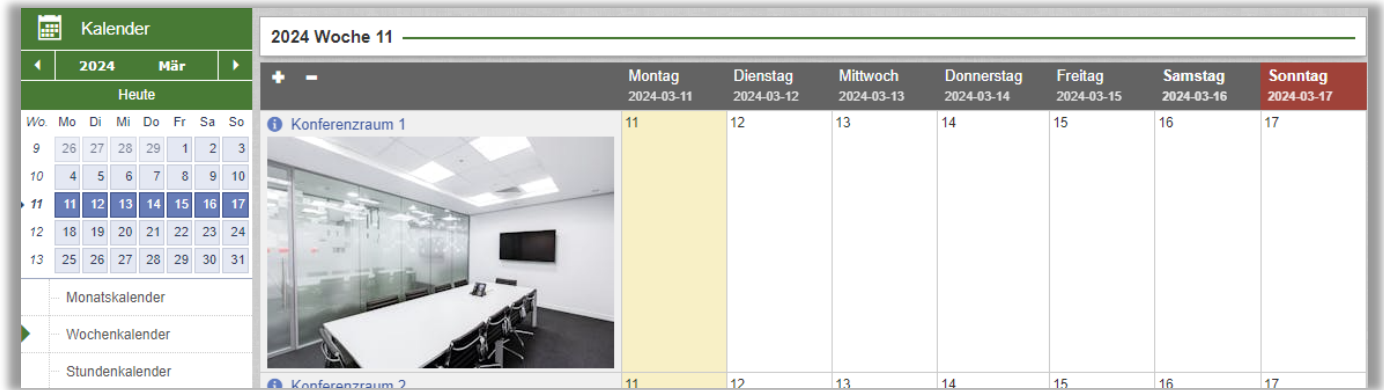 Kalender
2024 Mär
Heute
Wo. Mo Di Mi Do Fr Sa So
9 26 27 28 29 1 2 3
10 4 5 6 7 8 9 10
11 11 12 13 14 15 16 17
12 18 19 20 21 22 23 24
13 25 26 27 28 29 30 31
Monatskalender
Wochenkalender
Stundenkalender
2024 Woche 11
+ − Montag Dienstag Mittwoch Donnerstag Freitag Samstag Sonntag
2024-03-11 2024-03-12 2024-03-13 2024-03-14 2024-03-15 2024-03-16 2024-03-17
Konferenzraum 1 11 12 13 14 15 16 17
Konferenzraum 2 11 12 13 14 15 16 17